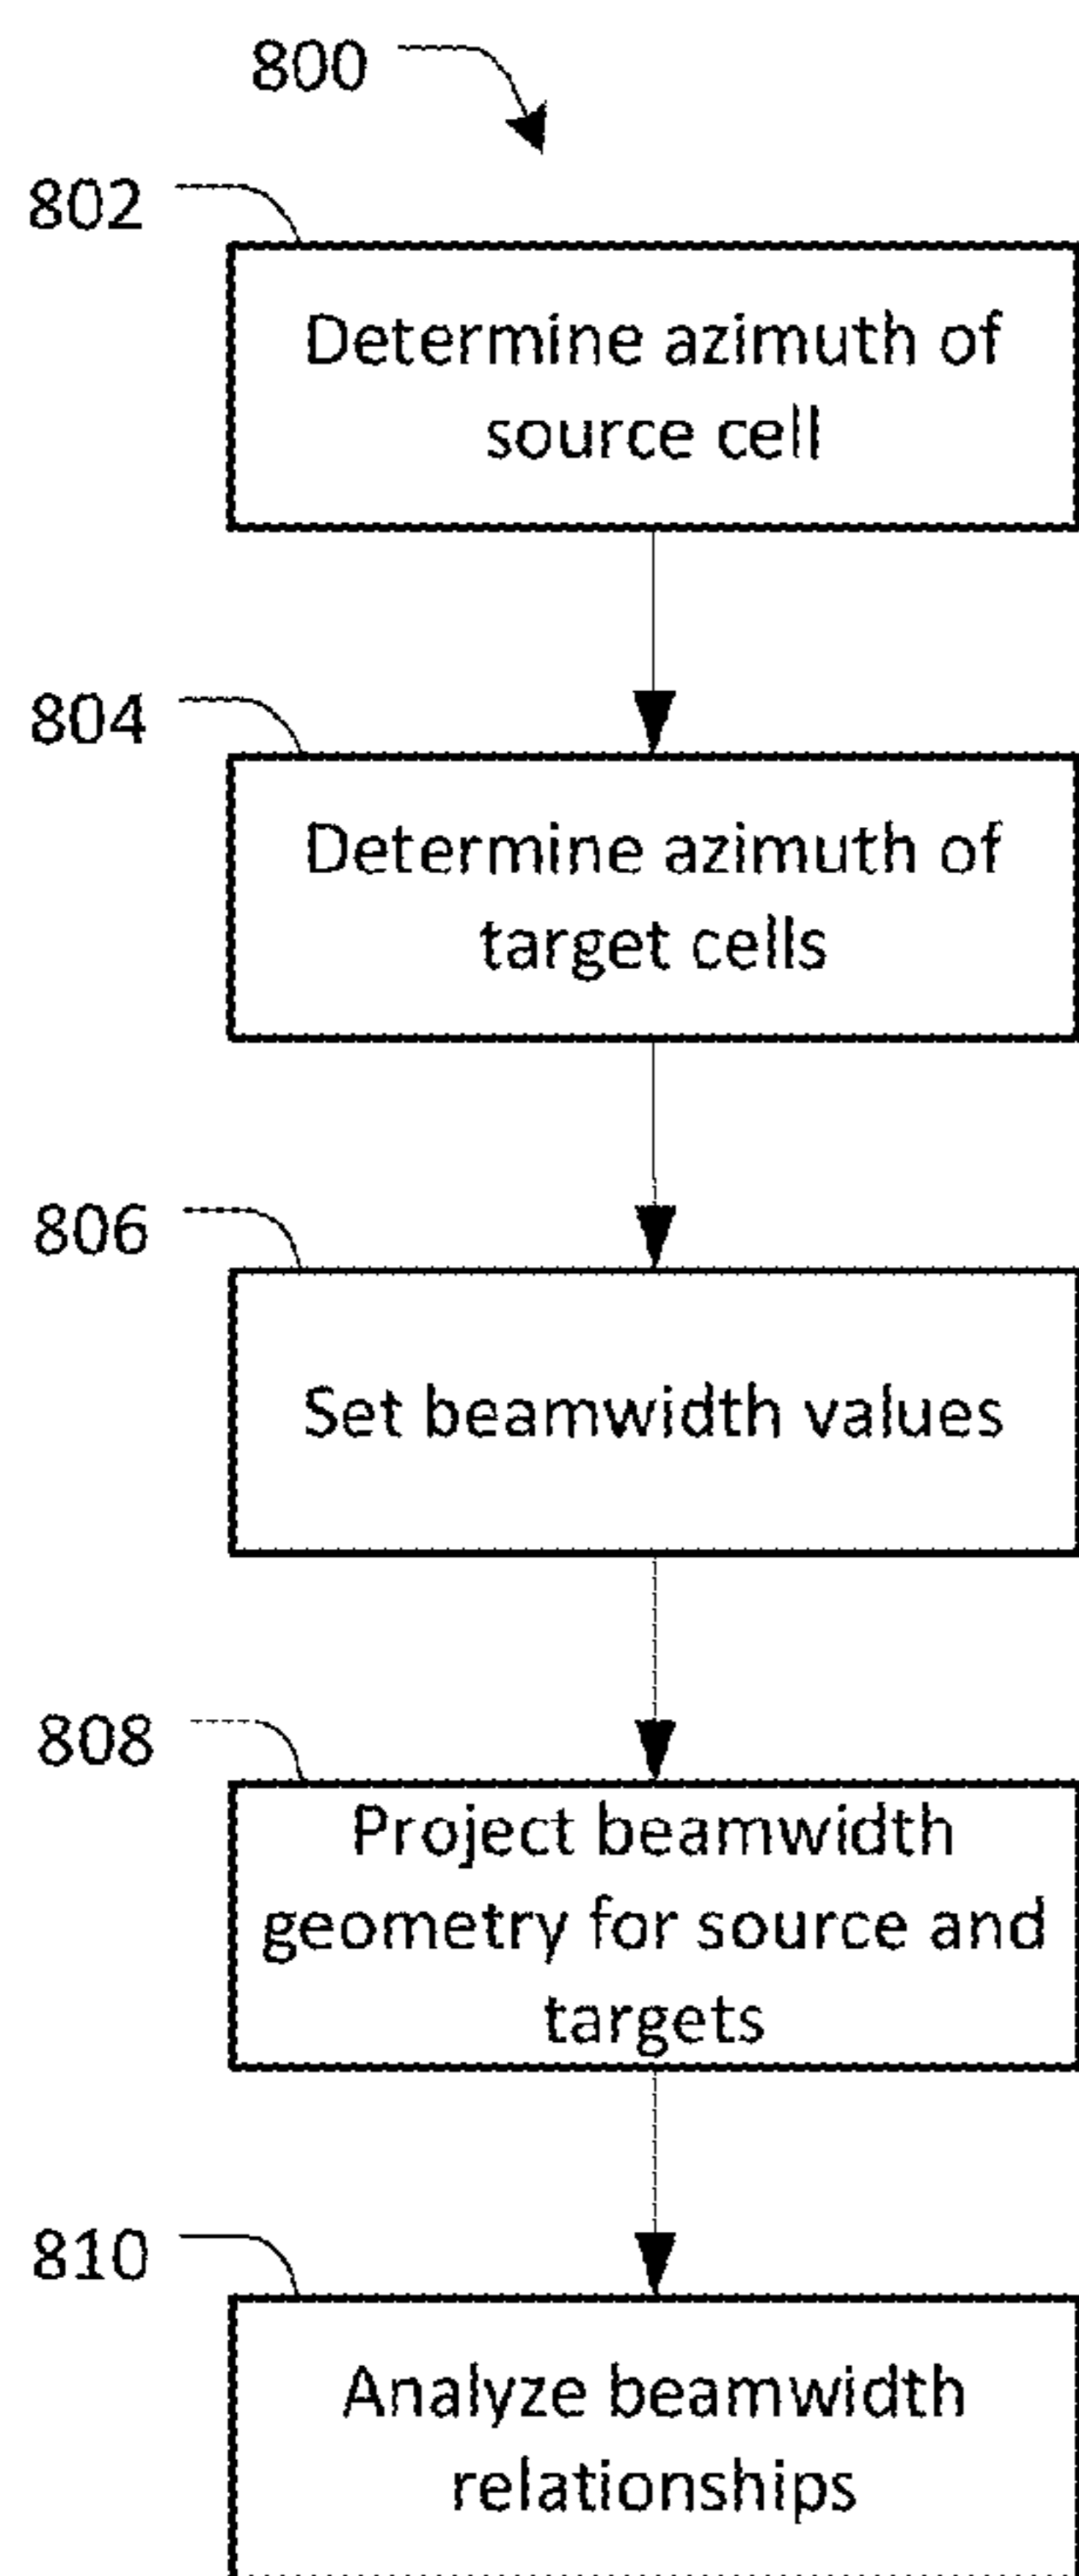 800
802
Determine azimuth of
source cell
804
Determine azimuth of
target cells
806
Set beamwidth values
808
Project beamwidth
geometry for source and
targets
810
Analyze beamwidth
relationships